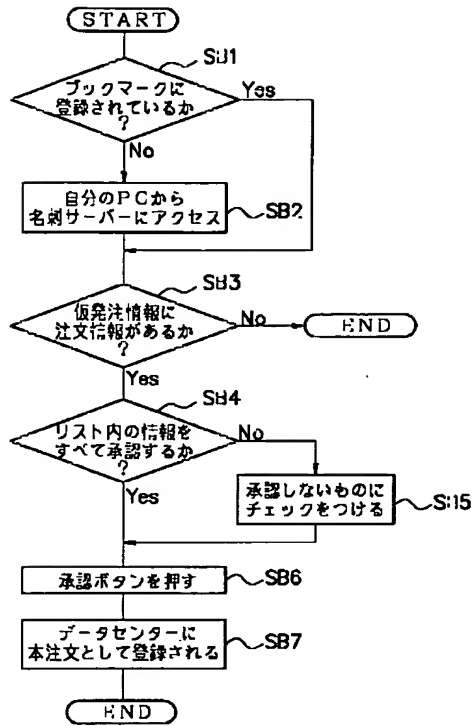 START
SB1
ブックマークに
登録されているか
?
Yes
No
自分のPCから
名刺サーバーにアクセス
SB2
SB3
仮発注情報に
注文情報があるか
?
No
END
Yes
SB4
リスト内の情報を
すべて承認するか
?
No
Yes
承認しないものに
チェックをつける
SB5
承認ボタンを押す
SB6
データセンターに
本注文として登録される
SB7
END